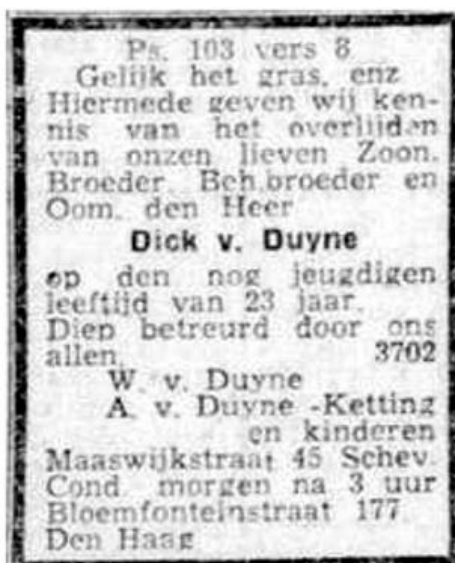 Ps. 103 vers 8
Gelijk het gras, enz
Hiermede geven wij ken-
nis van het overlijden
van onzen lieven Zoon.
Broeder. Beh.broeder en
Oom. den Heer
Dick v. Duyne
op den nog jeugdigen
leeftijd van 23 jaar.
Diep betreurd door ons
allen. 3702
W. v. Duyne
A. v. Duyne -Ketting
en kinderen
Maaswijkstraat 45 Schev.
Cond. morgen na 3 uur
Bloemfonteinstraat 177
Den Haag